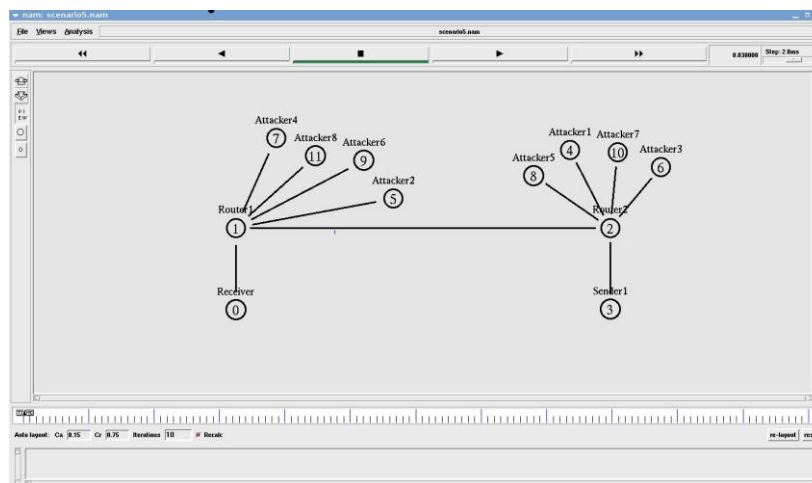 nam: scenario5.nam
File Views Analysis scenario5.nam
0.030000 Step: 2.0ms
Attacker4
7
Attacker8
11
Attacker6
9
Attacker2
5
Attacker1
4
Attacker7
10
Attacker3
6
Attacker5
8
Router1
1
Router2
2
Receiver
0
Sender1
3
Auto layout: Ca 0.15 Cr 0.75 Iterations 10 Recalc re-layout